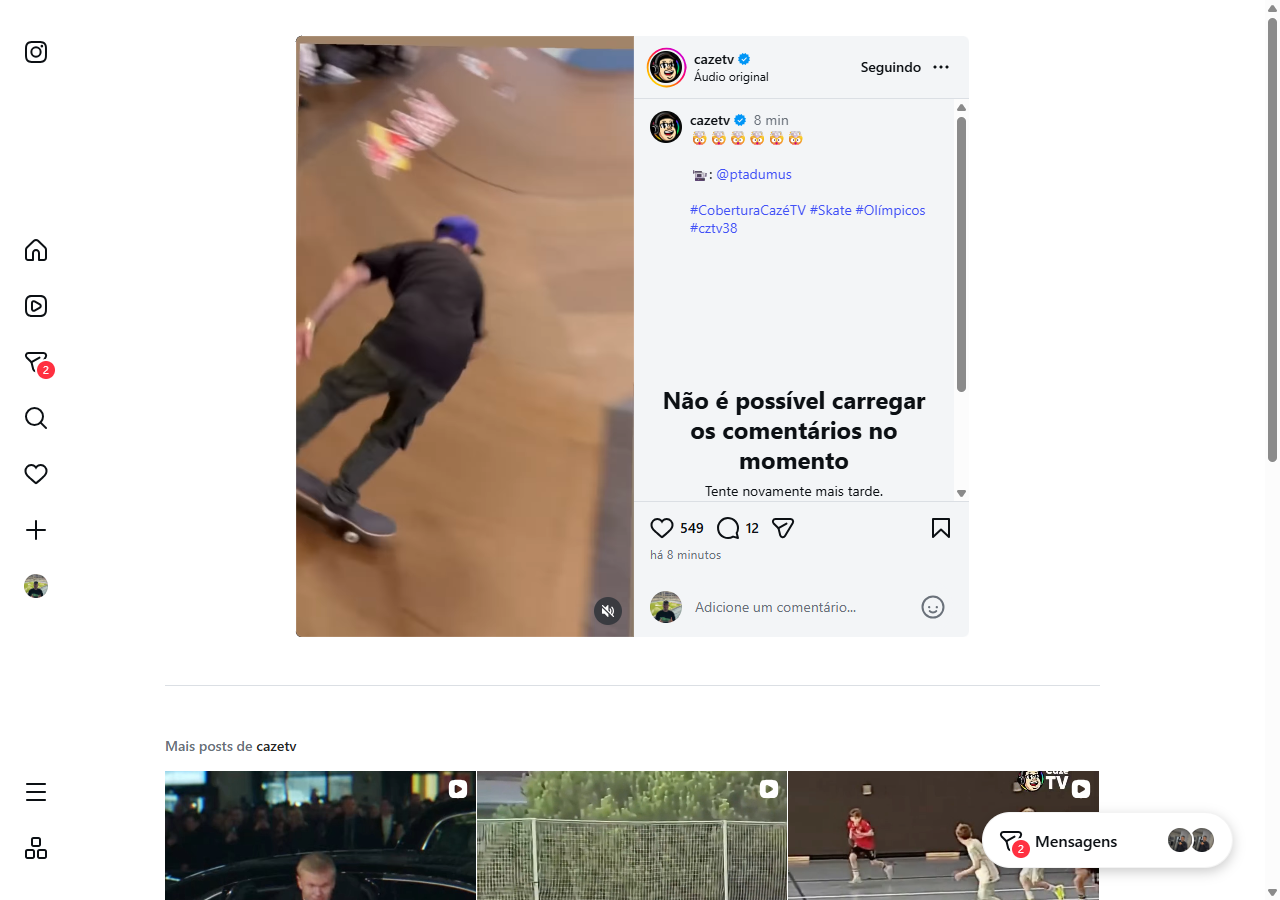 cazetv
Áudio original
Seguindo
cazetv 8 min
🤯 🤯 🤯 🤯 🤯 🤯
📹: @ptadumus
#CoberturaCazéTV #Skate #Olímpicos
#cztv38
Não é possível carregar
os comentários no
momento
Tente novamente mais tarde.
549 12
há 8 minutos
Adicione um comentário...
2
Mais posts de cazetv
TV
2 Mensagens